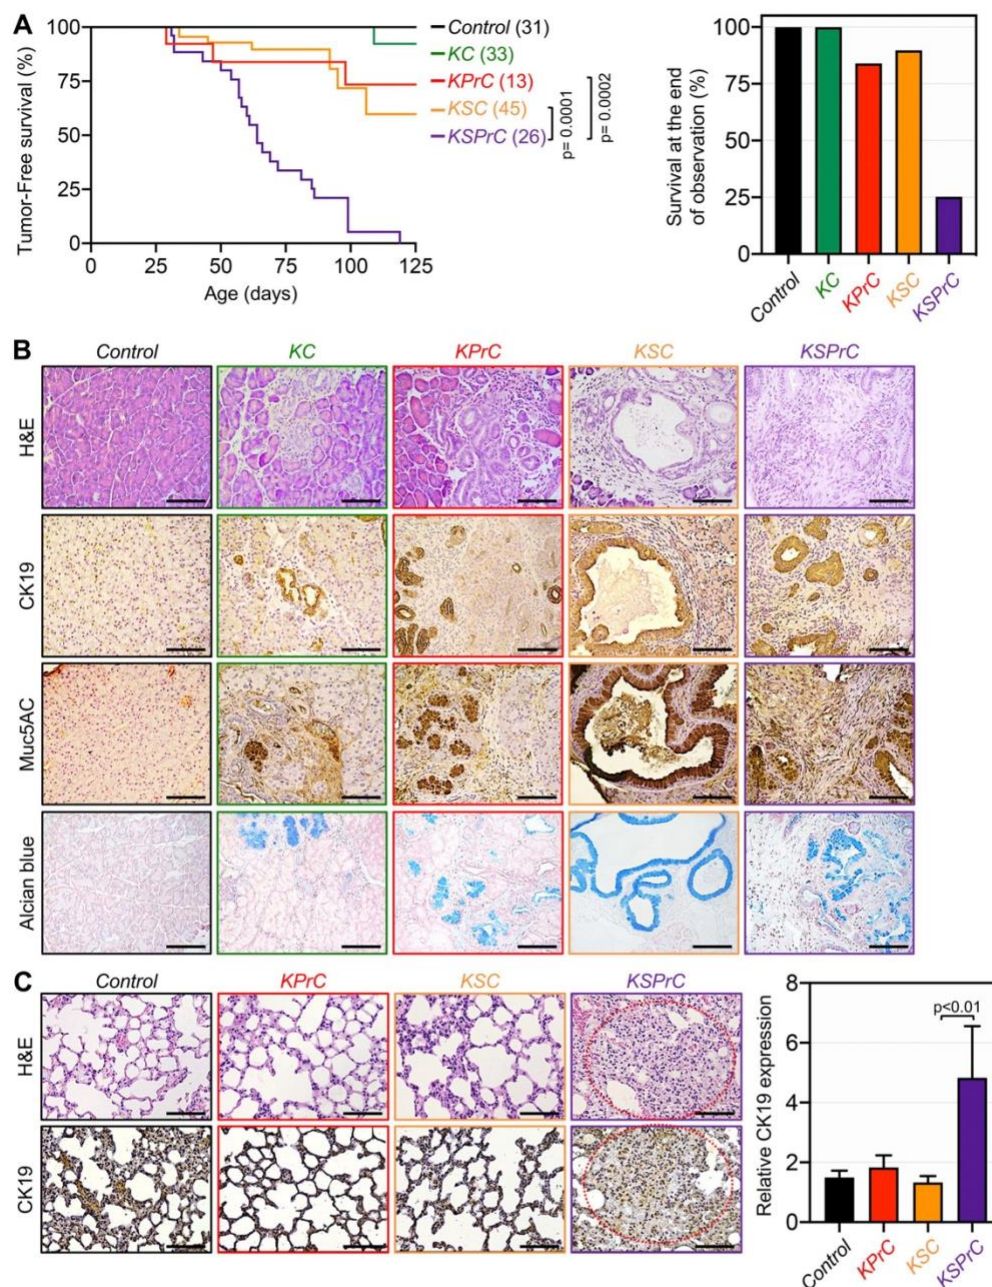 A
Tumor-Free survival (%)
100
75
50
25
0
0 25 50 75 100 125
Age (days)
Control (31)
KC (33)
KPrC (13)
KSC (45)
KSPrC (26)
p= 0.0001
p= 0.0002
Survival at the end
of observation (%)
100
75
50
25
0
Control KC KPrC KSC KSPrC
B
Control KC KPrC KSC KSPrC
H&E
CK19
Muc5AC
Alcian blue
C
Control KPrC KSC KSPrC
H&E
CK19
Relative CK19 expression
8
6
4
2
0
p<0.01
Control KPrC KSC KSPrC